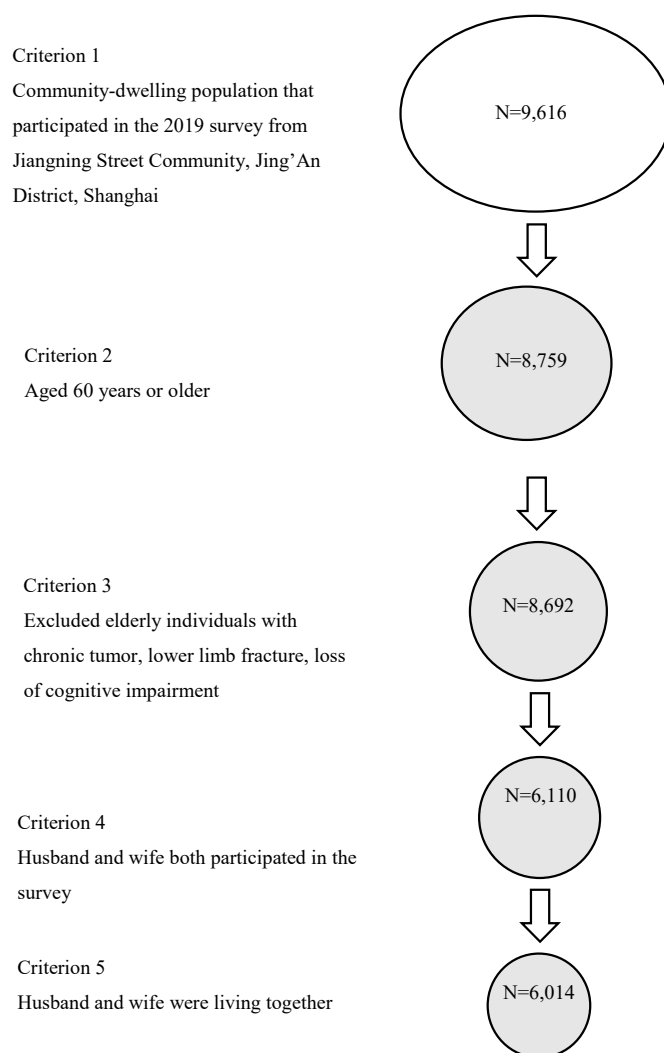 Criterion 1
Community-dwelling population that
participated in the 2019 survey from
Jiangning Street Community, Jing’An
District, Shanghai
N=9,616
Criterion 2
Aged 60 years or older
N=8,759
Criterion 3
Excluded elderly individuals with
chronic tumor, lower limb fracture, loss
of cognitive impairment
N=8,692
Criterion 4
Husband and wife both participated in the
survey
N=6,110
Criterion 5
Husband and wife were living together
N=6,014